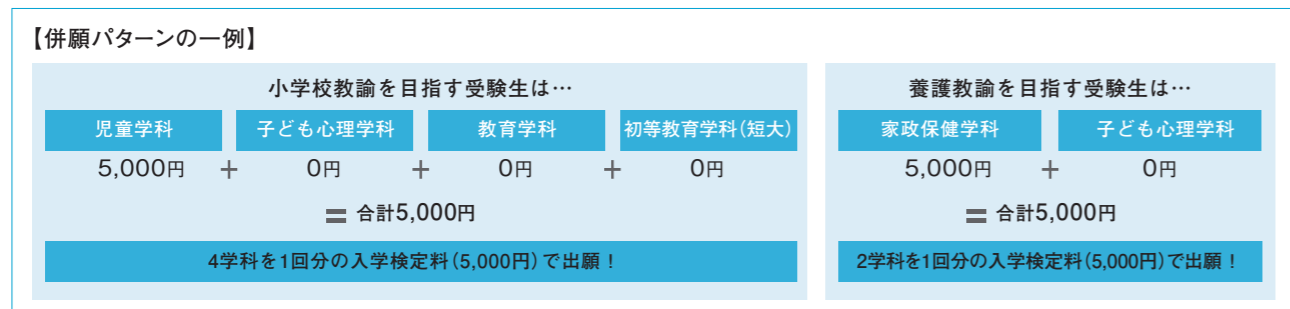 【併願パターンの一例】
小学校教諭を目指す受験生は…
児童学科 子ども心理学科 教育学科 初等教育学科(短大)
5,000円 + 0円 + 0円 + 0円
= 合計5,000円
4学科を1回分の入学検定料(5,000円)で出願！
養護教諭を目指す受験生は…
家政保健学科 子ども心理学科
5,000円 + 0円
= 合計5,000円
2学科を1回分の入学検定料(5,000円)で出願！